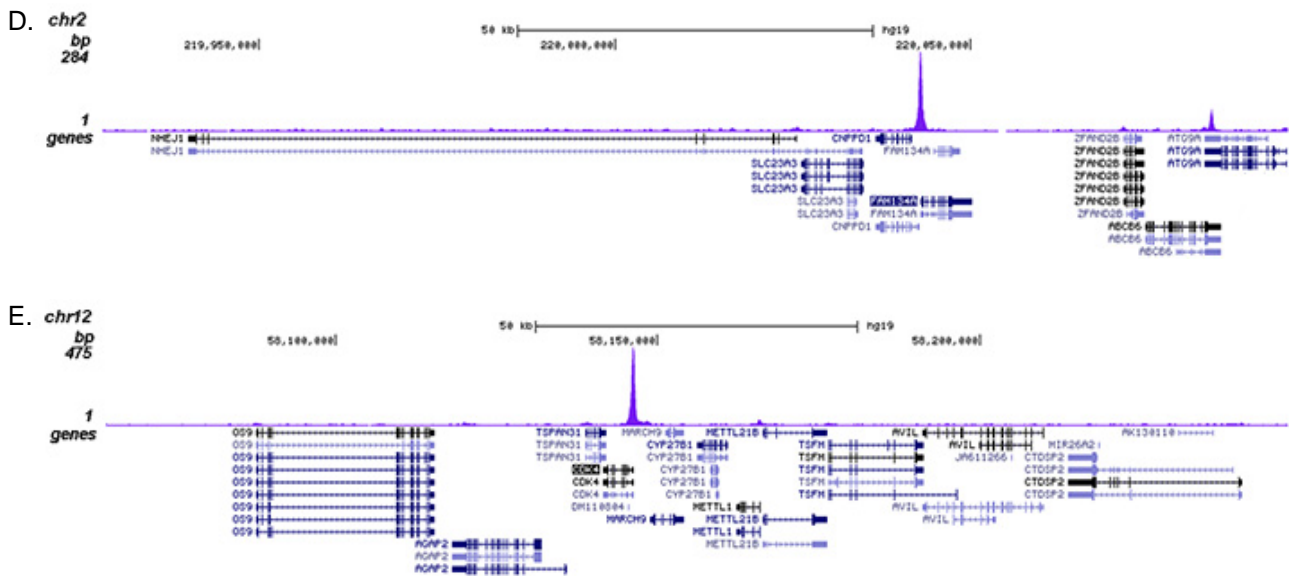 D. chr2
50 kb hg19
bp 219,950,000 220,000,000 220,050,000
284
1
genes NHEJ1 CNPPD1 ZFAND2B ATG9A
NHEJ1 FAM134A ZFAND2B ATG9A
SLC23A3 ZFAND2B ATG9A
SLC23A3 ZFAND2B
SLC23A3 ZFAND2B
SLC23A3 FAM134A ZFAND2B
SLC23A3 FAM134A ZFAND2B
CNPPD1 ABCB6
ABCB6
ABCB6
E. chr12
50 kb hg19
bp 58,100,000 58,150,000 58,200,000
475
1
genes OS9 TSPAN31 MARCH9 METTL21B AVIL AK130110
OS9 TSPAN31 CYP27B1 TSFM AVIL MIR26A2
OS9 TSPAN31 CYP27B1 TSFM JA611266 CTDSP2
OS9 CDK4 CYP27B1 TSFM CTDSP2
OS9 CDK4 CYP27B1 TSFM CTDSP2
OS9 CDK4 CYP27B1 TSFM CTDSP2
OS9 DM110804 METTL1 AVIL
OS9 MARCH9 METTL21B AVIL
OS9 METTL1
AGAP2 METTL21B
AGAP2
AGAP2